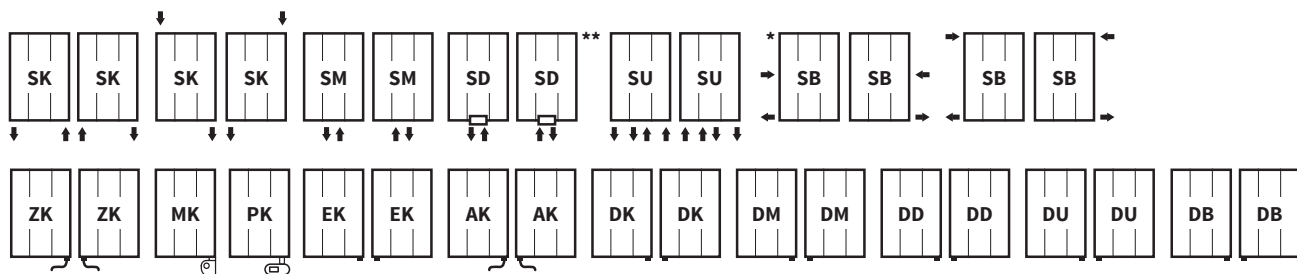 SK SK SK SK SM SM SD SD ** SU SU * SB SB SB SB
ZK ZK MK PK EK EK AK AK DK DK DM DM DD DD DU DU DB DB